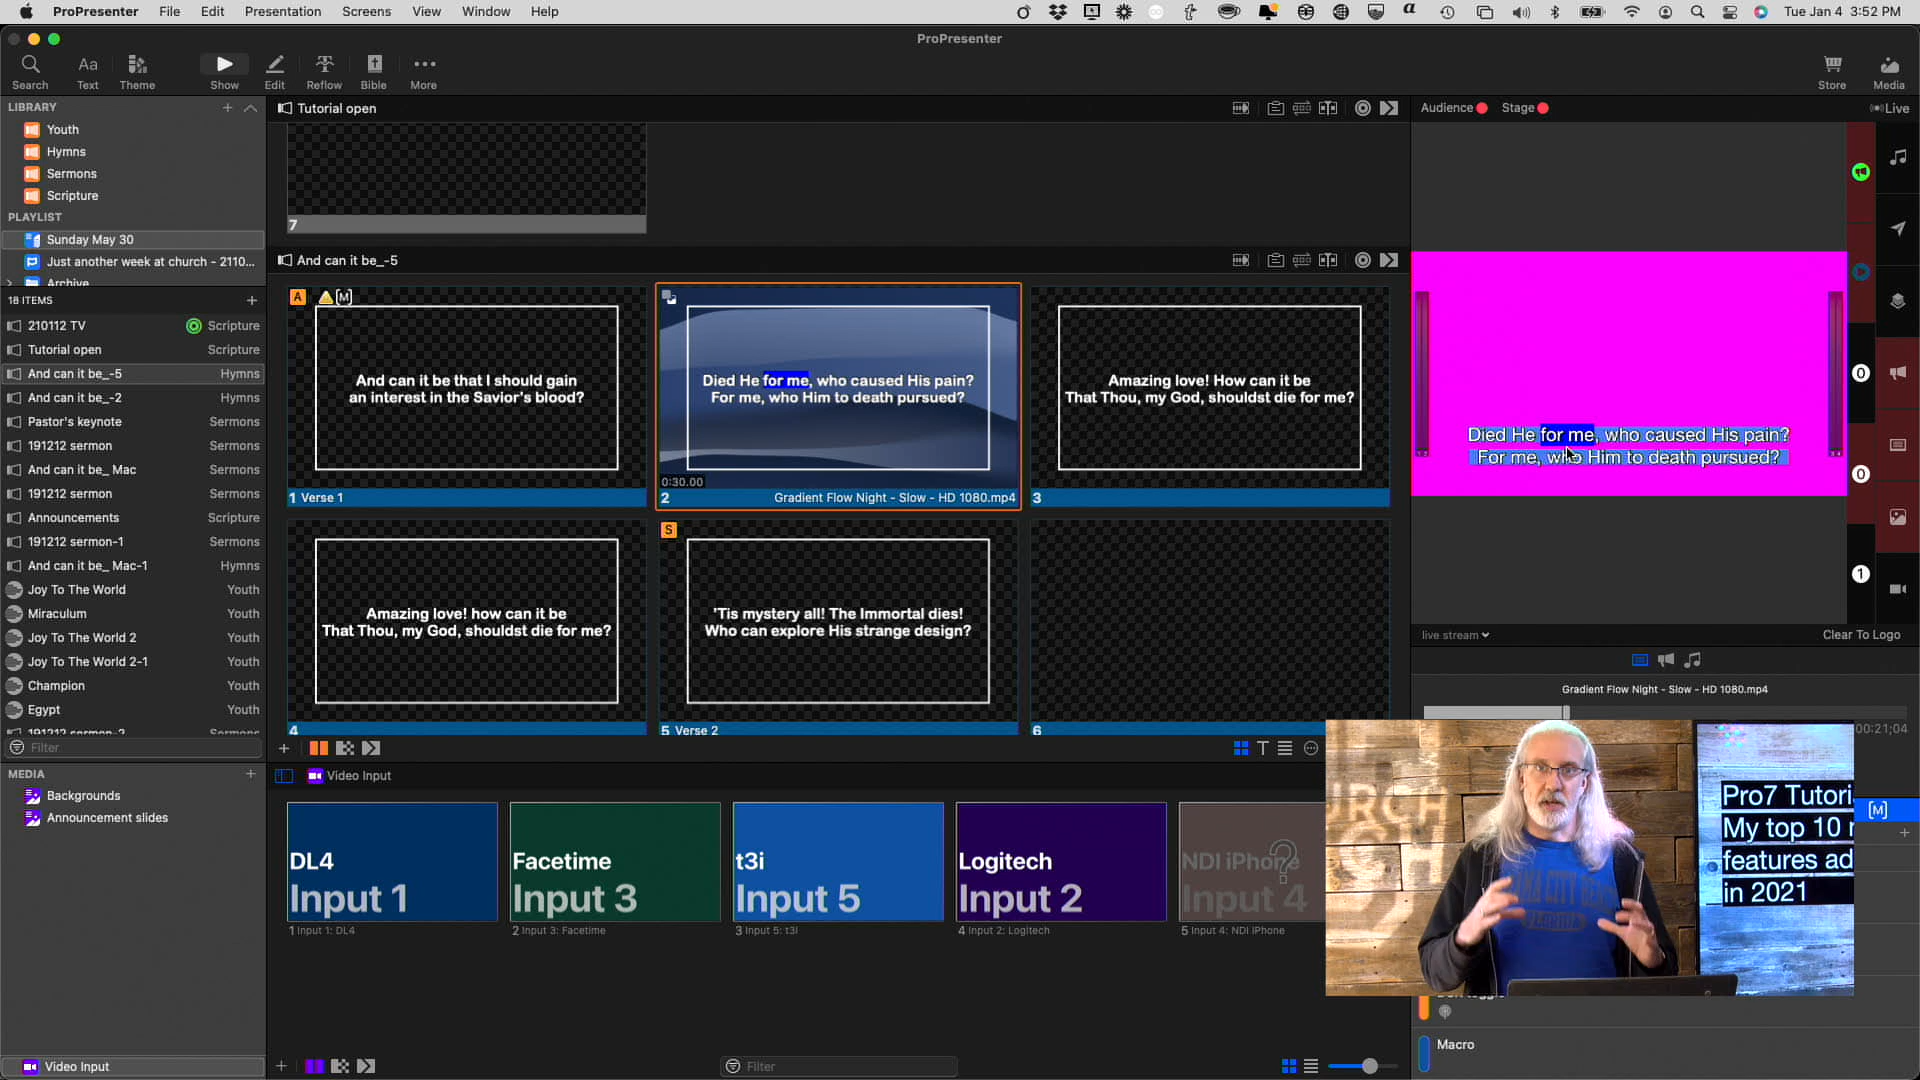 ProPresenter File Edit Presentation Screens View Window Help
Tue Jan 4 3:52 PM
ProPresenter
Search Text Theme Show Edit Reflow Bible More Store Media
LIBRARY
Youth
Hymns
Sermons
Scripture
PLAYLIST
Sunday May 30
Just another week at church - 2110...
Archive
18 ITEMS
210112 TV Scripture
Tutorial open Scripture
And can it be_-5 Hymns
And can it be_-2 Hymns
Pastor's keynote Sermons
191212 sermon Sermons
And can it be_ Mac Sermons
191212 sermon Sermons
Announcements Scripture
191212 sermon-1 Sermons
And can it be_ Mac-1 Hymns
Joy To The World Youth
Miraculum Youth
Joy To The World 2 Youth
Joy To The World 2-1 Youth
Champion Youth
Egypt Youth
191212 sermon-2 Sermons
Filter
MEDIA
Backgrounds
Announcement slides
Video Input
Tutorial open
7
And can it be_-5
A [M]
And can it be that I should gain
an interest in the Savior's blood?
1 Verse 1
Died He for me, who caused His pain?
For me, who Him to death pursued?
0:30.00
2 Gradient Flow Night - Slow - HD 1080.mp4
Amazing love! How can it be
That Thou, my God, shouldst die for me?
3
Amazing love! how can it be
That Thou, my God, shouldst die for me?
4
S
'Tis mystery all! The Immortal dies!
Who can explore His strange design?
5 Verse 2
6
Video Input
DL4
Input 1
1 Input 1: DL4
Facetime
Input 3
2 Input 3: Facetime
t3i
Input 5
3 Input 5: t3i
Logitech
Input 2
4 Input 2: Logitech
NDI iPhone
Input 4
5 Input 4: NDI iPhone
Filter
Audience Stage Live
Died He for me, who caused His pain?
For me, who Him to death pursued?
0
0
1
live stream Clear To Logo
Gradient Flow Night - Slow - HD 1080.mp4
00:21;04
[M]
Pro7 Tutori
My top 10
features ad
in 2021
Macro